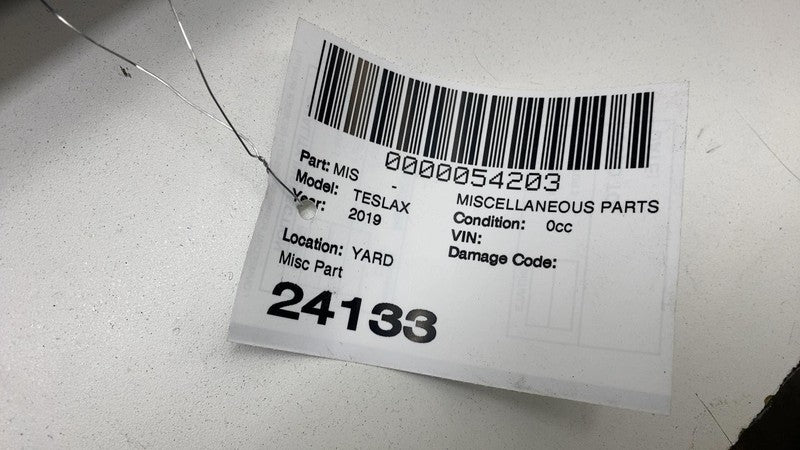 0000054203
Part: MIS - MISCELLANEOUS PARTS
Model: TESLAX Condition: 0cc
Year: 2019 VIN:
Damage Code:
Location: YARD
Misc Part
24133